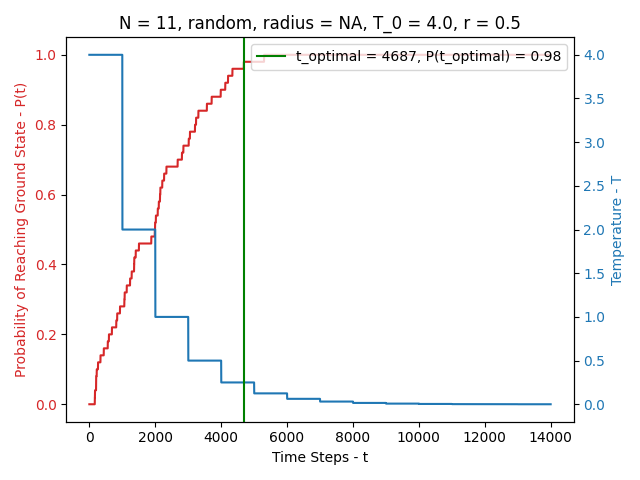 N = 11, random, radius = NA, T_0 = 4.0, r = 0.5
t_optimal = 4687, P(t_optimal) = 0.98
Probability of Reaching Ground State - P(t)
1.0
0.8
0.6
0.4
0.2
0.0
4.0
3.5
3.0
2.5
2.0
1.5
1.0
0.5
0.0
Temperature - T
0 2000 4000 6000 8000 10000 12000 14000
Time Steps - t